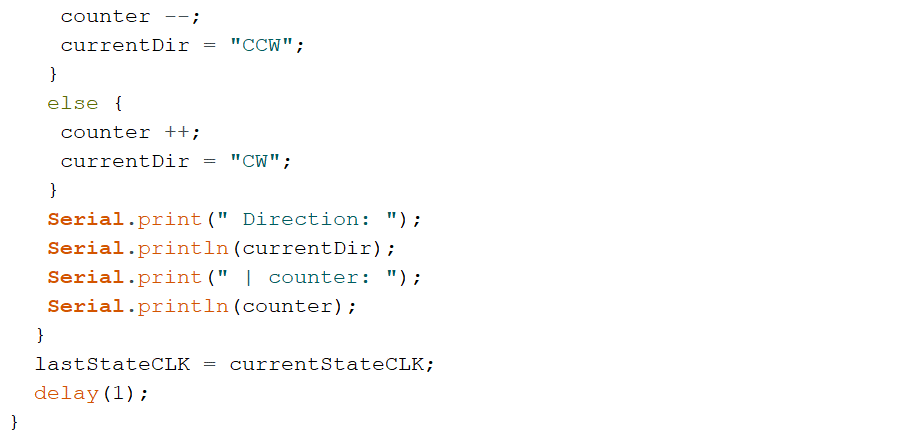 counter --;
currentDir = "CCW";
}
else {
counter ++;
currentDir = "CW";
}
Serial.print(" Direction: ");
Serial.println(currentDir);
Serial.print(" | counter: ");
Serial.println(counter);
}
lastStateCLK = currentStateCLK;
delay(1);
}